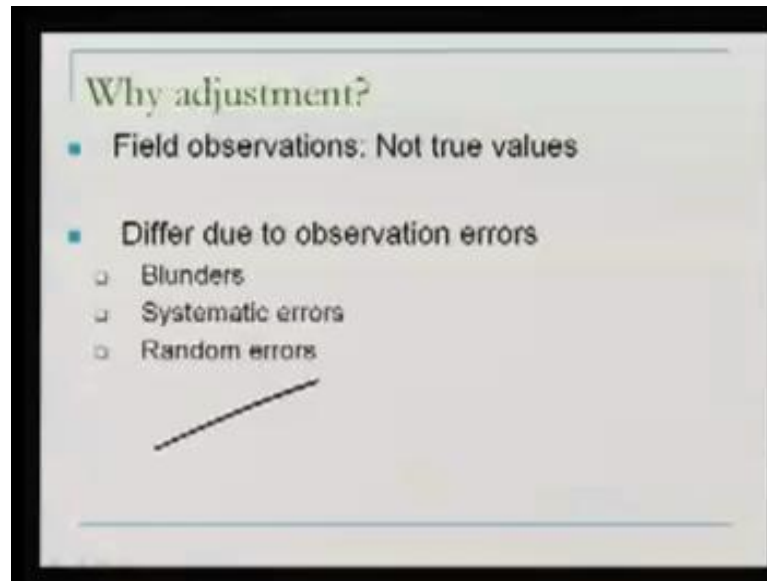 Why adjustment?
Field observations: Not true values
Differ due to observation errors
Blunders
Systematic errors
Random errors